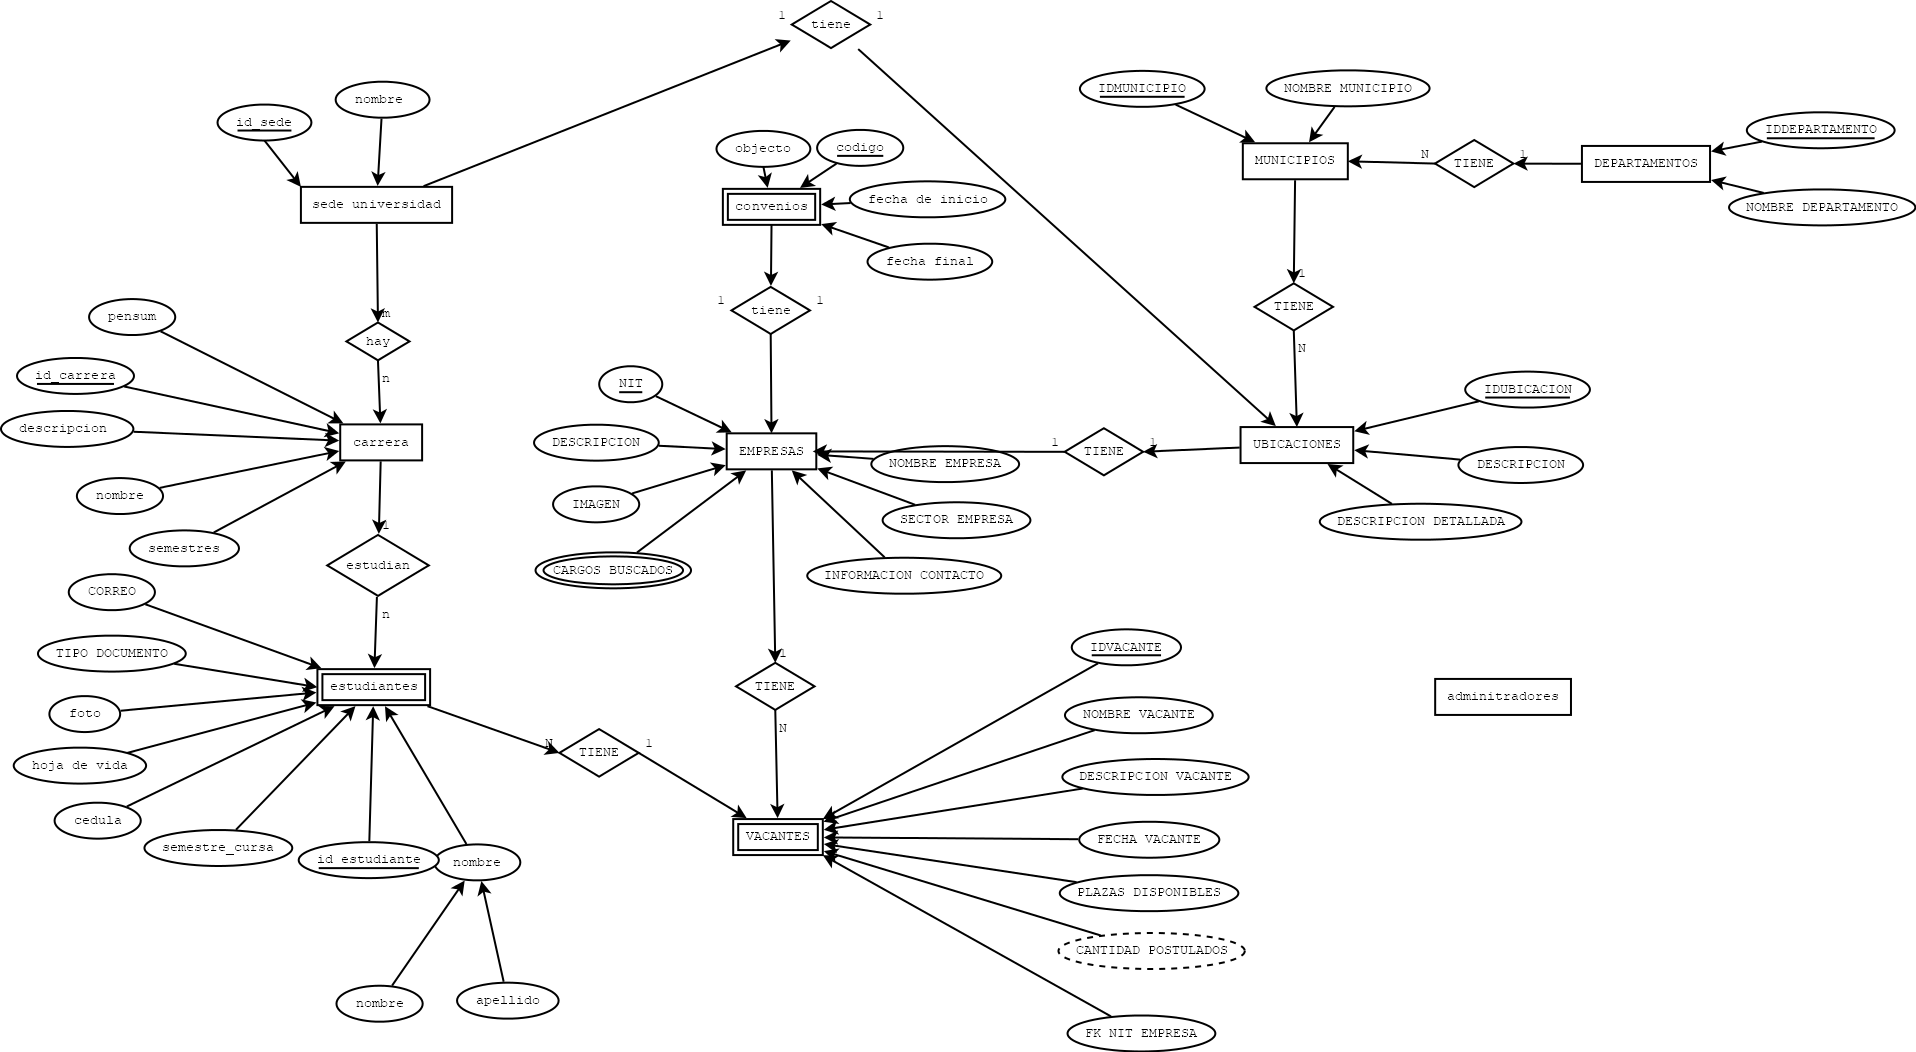 1
tiene
1
nombre
id_sede
sede universidad
m
hay
n
pensum
id_carrera
descripcion
nombre
semestres
carrera
1
estudian
n
CORREO
TIPO DOCUMENTO
foto
hoja de vida
cedula
semestre_cursa
id estudiante
nombre
nombre
apellido
estudiantes
N
TIENE
1
objecto
codigo
fecha de inicio
fecha final
convenios
1
tiene
1
NIT
DESCRIPCION
IMAGEN
CARGOS BUSCADOS
EMPRESAS
NOMBRE EMPRESA
SECTOR EMPRESA
INFORMACION CONTACTO
1
TIENE
1
1
TIENE
N
VACANTES
IDVACANTE
NOMBRE VACANTE
DESCRIPCION VACANTE
FECHA VACANTE
PLAZAS DISPONIBLES
CANTIDAD POSTULADOS
FK NIT EMPRESA
IDMUNICIPIO
NOMBRE MUNICIPIO
MUNICIPIOS
N
TIENE
1
DEPARTAMENTOS
IDDEPARTAMENTO
NOMBRE DEPARTAMENTO
1
TIENE
N
UBICACIONES
IDUBICACION
DESCRIPCION
DESCRIPCION DETALLADA
adminitradores